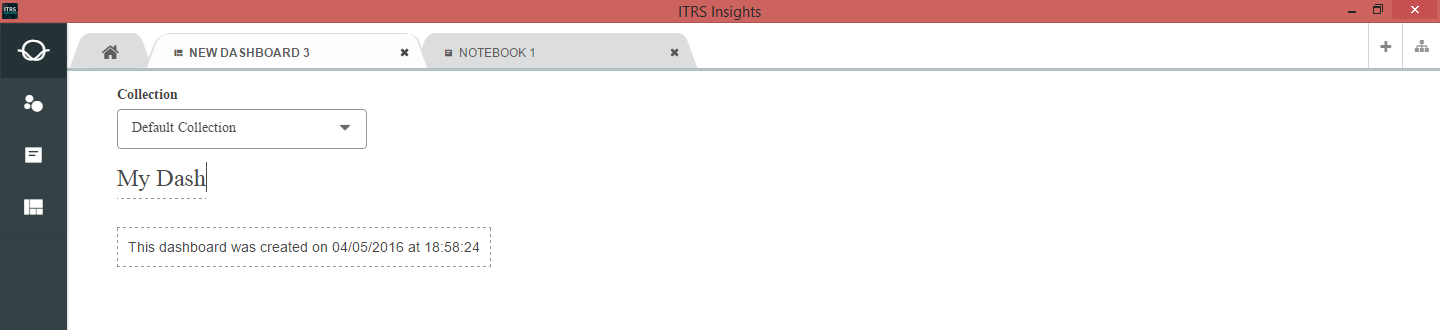 ITRS
ITRS Insights
NEW DASHBOARD 3
NOTEBOOK 1
Collection
Default Collection
My Dash
This dashboard was created on 04/05/2016 at 18:58:24